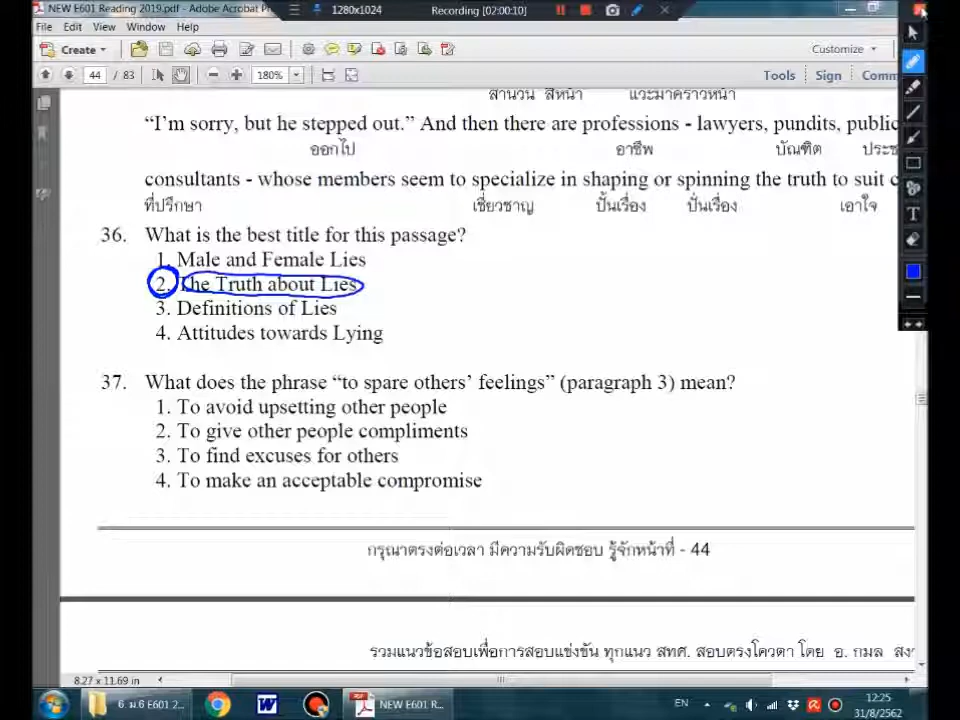 NEW E601 Reading 2019.pdf - Adobe Acrobat P
1280x1024
Recording [02:00:10]
File Edit View Window Help
Create
Customize
44 / 83
180%
Tools Sign Comm
สำนวน สีหน้า แวะมาคราวหน้า
“I’m sorry, but he stepped out.” And then there are professions - lawyers, pundits, public
ออกไป อาชีพ บัณฑิต ประช
consultants - whose members seem to specialize in shaping or spinning the truth to suit c
ที่ปรึกษา เชี่ยวชาญ ปั้นเรื่อง ปั่นเรื่อง เอาใจ
36. What is the best title for this passage?
1. Male and Female Lies
2. The Truth about Lies
3. Definitions of Lies
4. Attitudes towards Lying
37. What does the phrase “to spare others’ feelings” (paragraph 3) mean?
1. To avoid upsetting other people
2. To give other people compliments
3. To find excuses for others
4. To make an acceptable compromise
กรุณาตรงต่อเวลา มีความรับผิดชอบ รู้จักหน้าที่ - 44
รวมแนวข้อสอบเพื่อการสอบแข่งขัน ทุกแนว สทศ. สอบตรงโควตา โดย อ. กมล สง
8.27 x 11.69 in
6. ม.6 E601 2...
NEW E601 R...
EN
12:25
31/8/2562